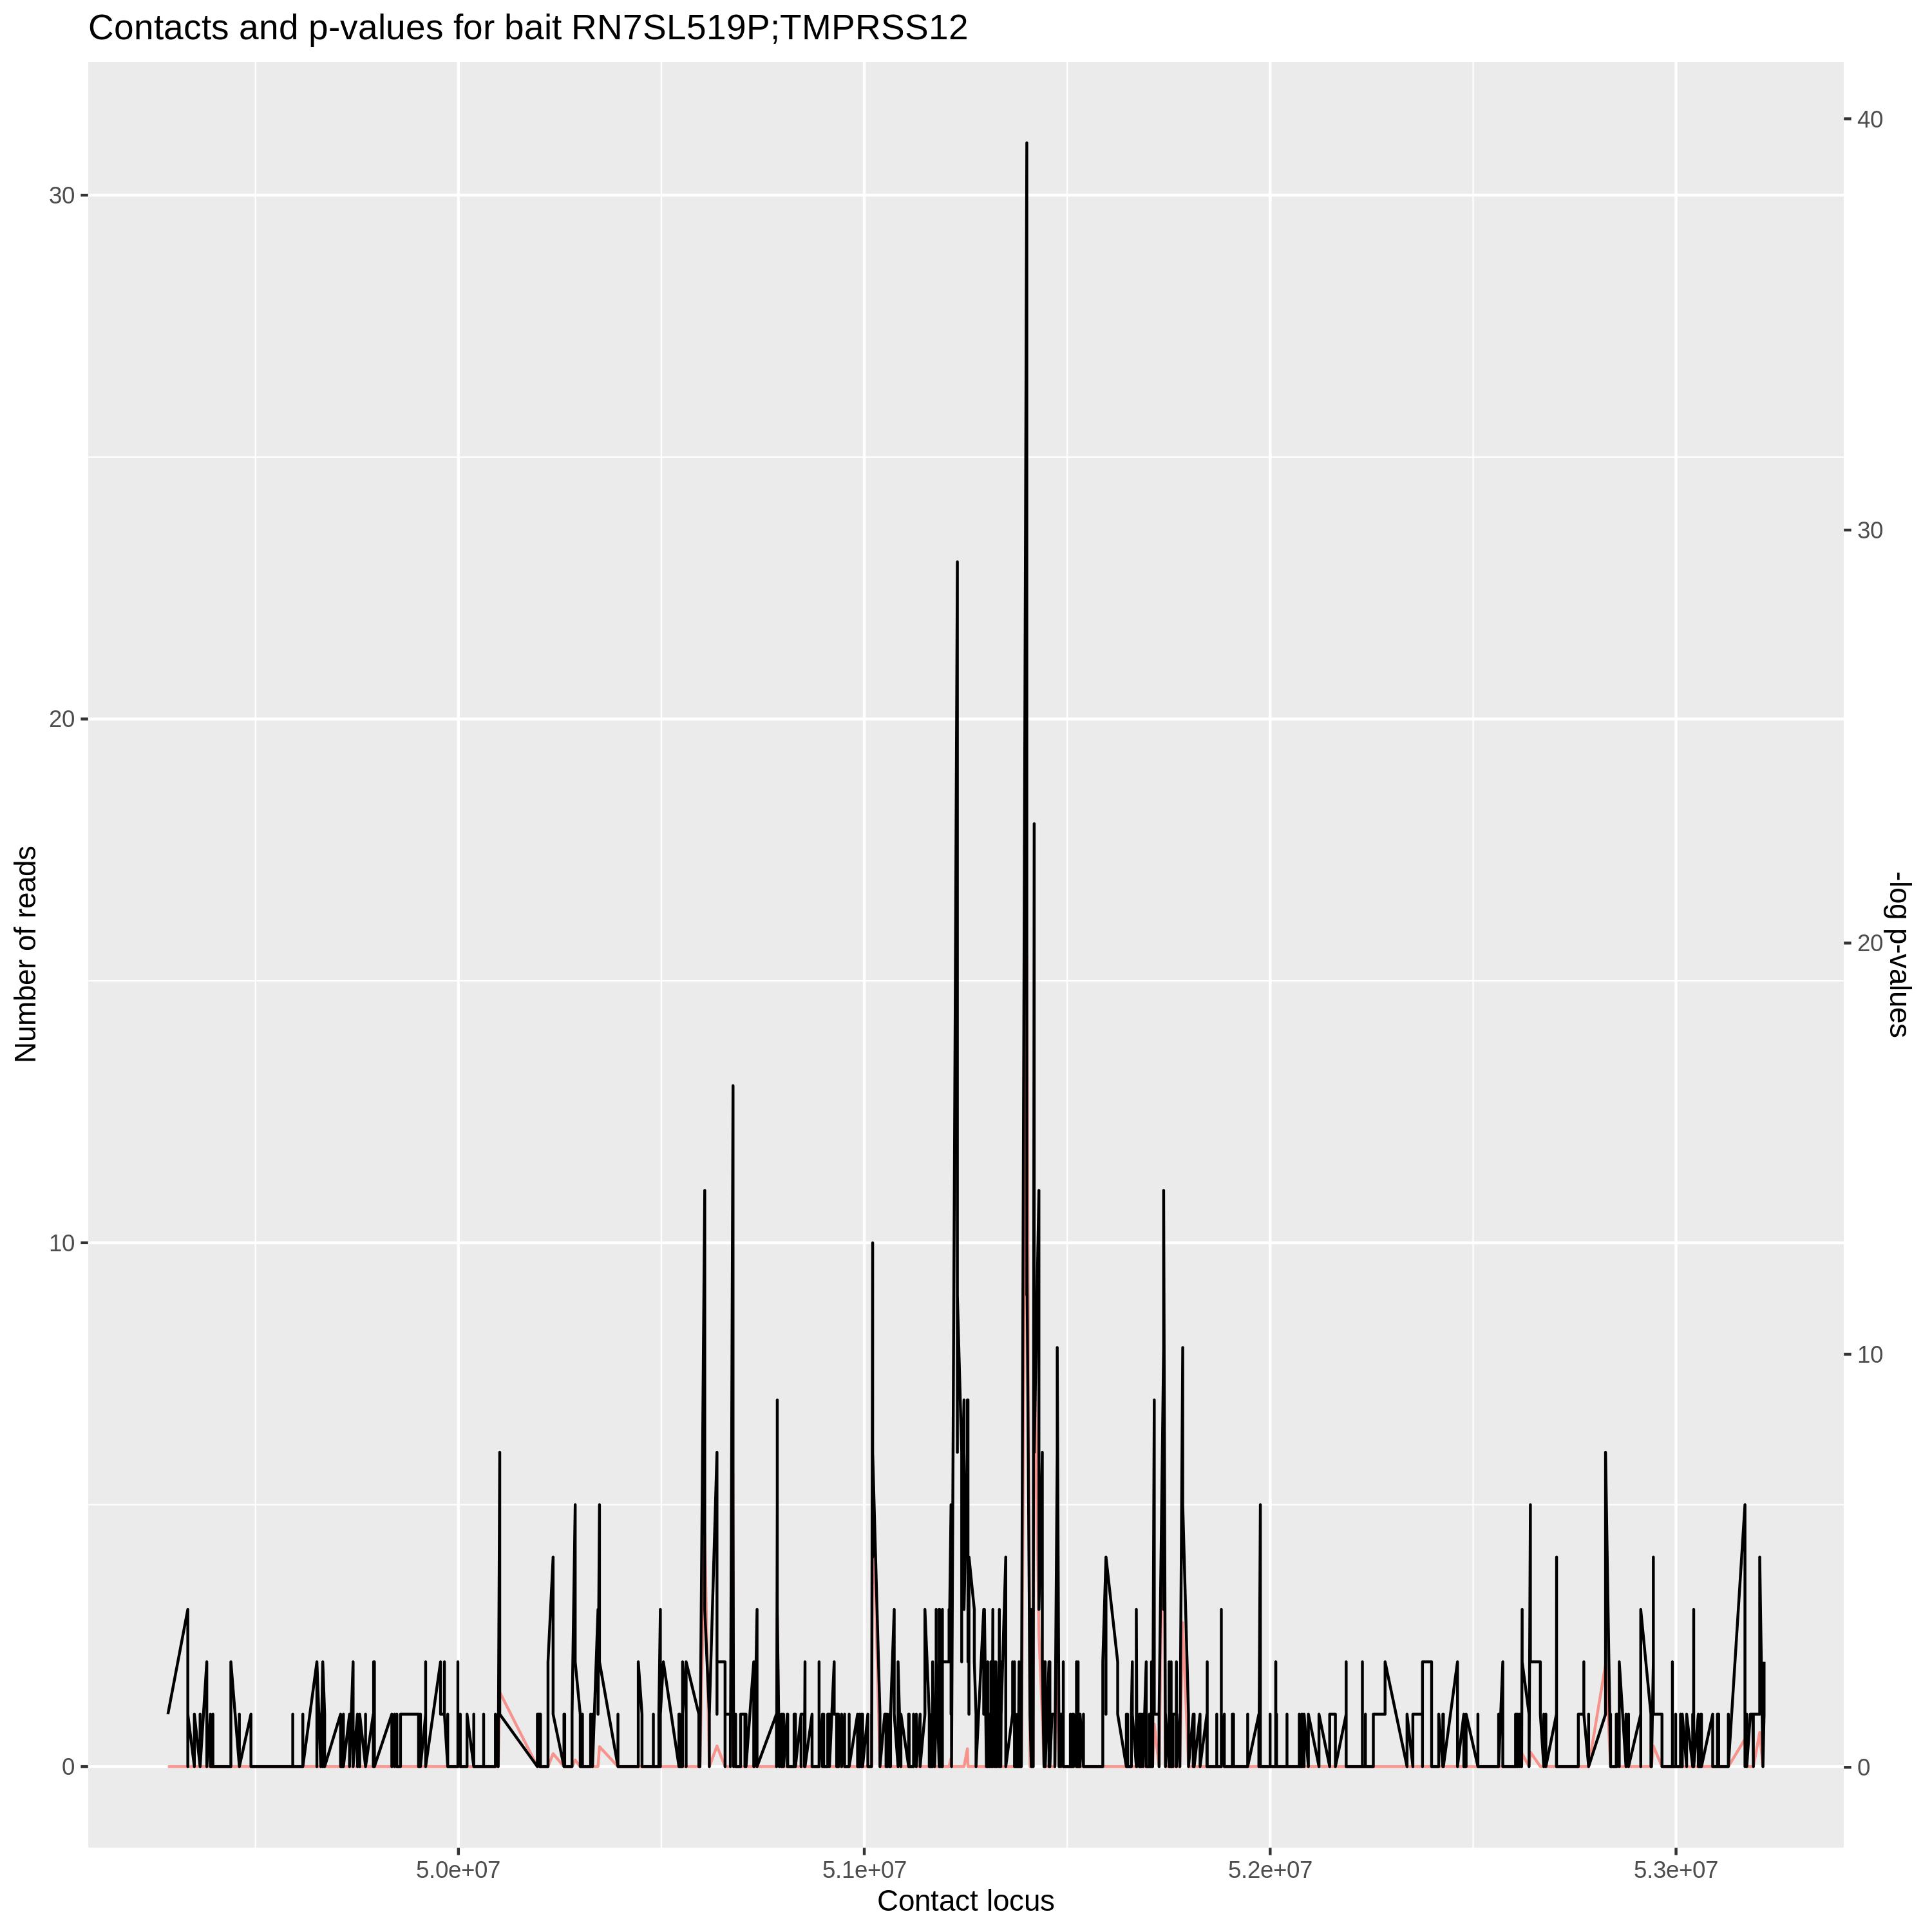 Contacts and p-values for bait RN7SL519P;TMPRSS12
30
20
10
0
Number of reads
40
30
20
10
0
-log p-values
5.0e+07
5.1e+07
5.2e+07
5.3e+07
Contact locus